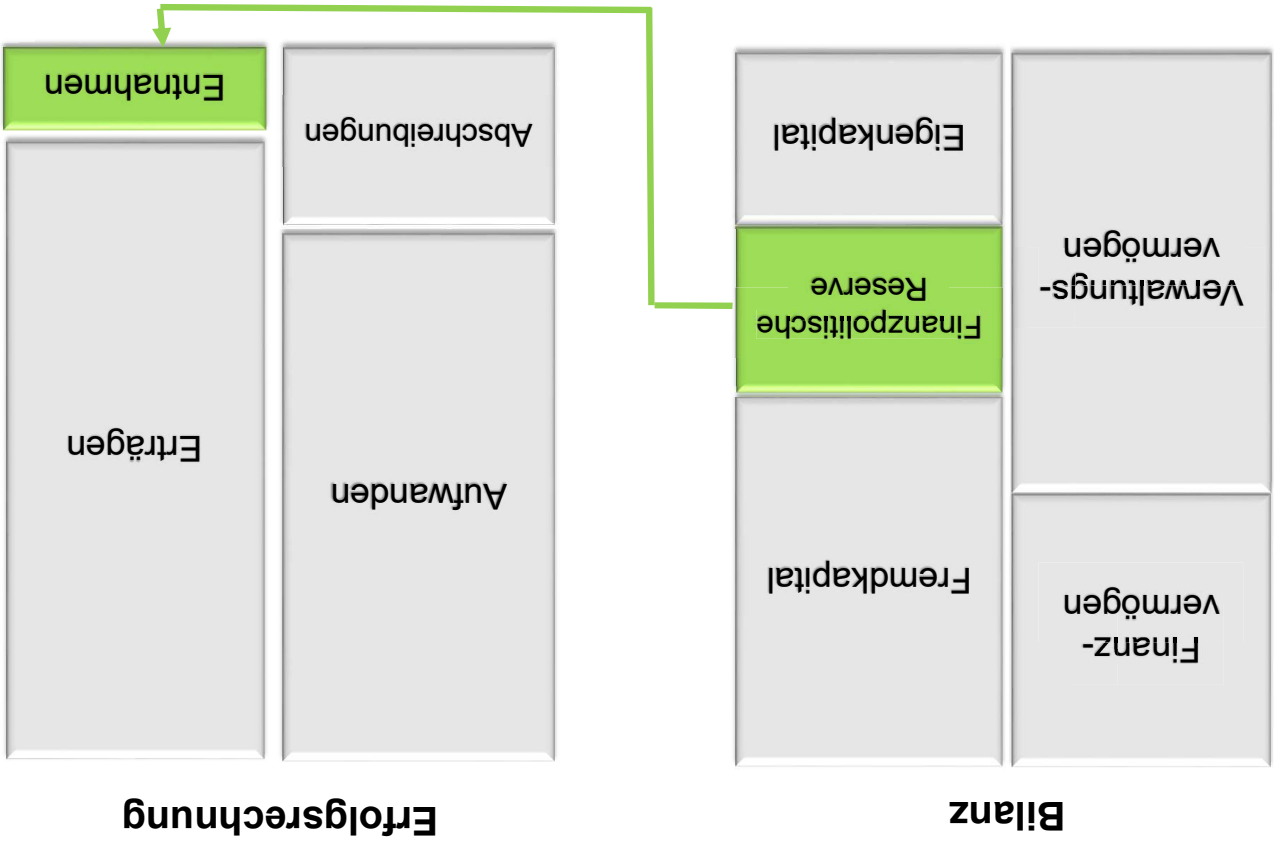 Bilanz
Finanz-
vermögen
Verwaltungs-
vermögen
Fremdkapital
Finanzpolitische
Reserve
Eigenkapital
Erfolgsrechnung
Aufwanden
Abschreibungen
Erträgen
Entnahmen